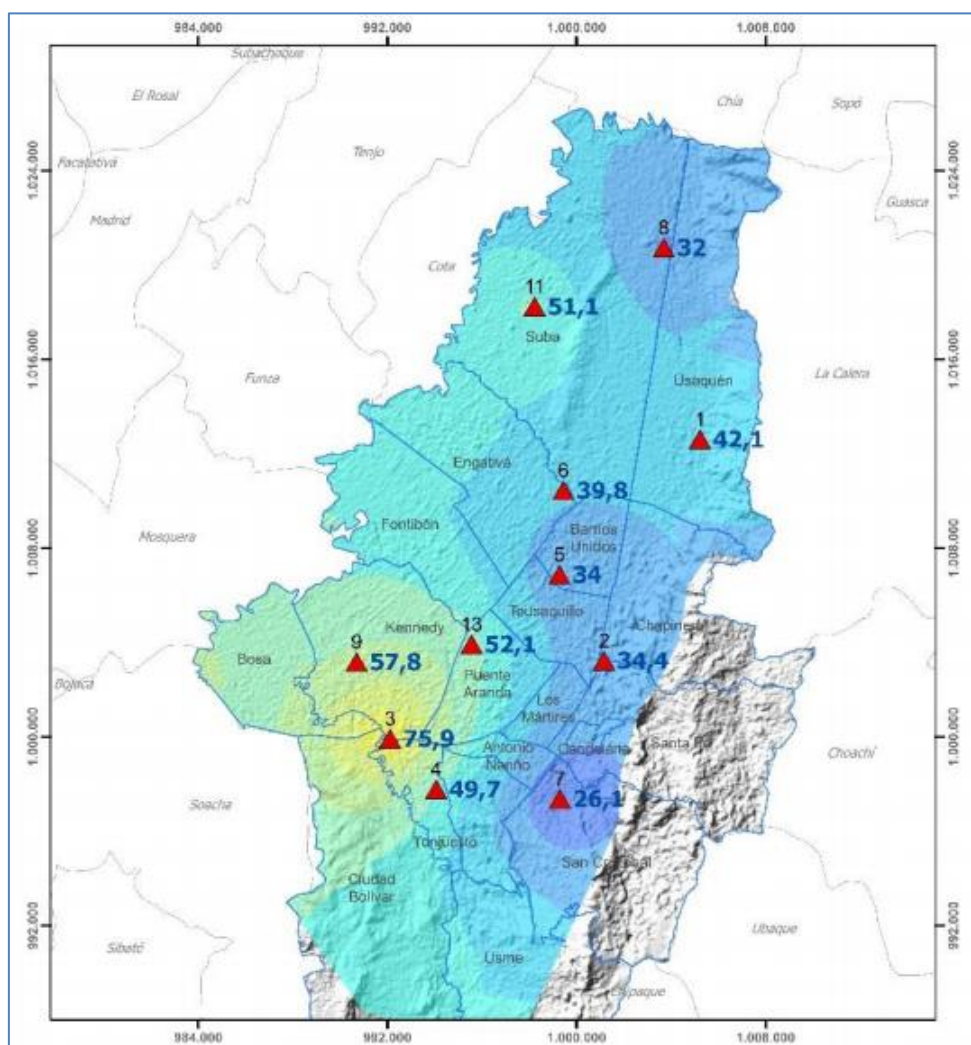 984.000 992.000 1.000.000 1.008.000
Subachoque
El Rosal
Chía
Sopó
Tenjo
Facatativá
1.024.000
1.024.000
Guasca
Madrid
8
32
Cota
11
51,1
Suba
1.016.000
1.016.000
Funza
La Calera
Usaquén
1
42,1
Engativá
6
39,8
Fontibón
Barrios
Unidos
Mosquera
1.008.000
1.008.000
5
34
Teusaquillo
Kennedy
13
52,1
Chapinero
Bosa
9
57,8
2
34,4
Puente
Aranda
Bojaca
Los
Mártires
3
75,9
1.000.000
1.000.000
Antonio
Nariño
Candelaria
Santa Fe
Choachí
4
49,7
7
26,1
Soacha
Tunjuelito
San Cristóbal
Ciudad
Bolívar
992.000
992.000
Sibaté
Usme
Ubaque
Chipaque
984.000 992.000 1.000.000 1.008.000